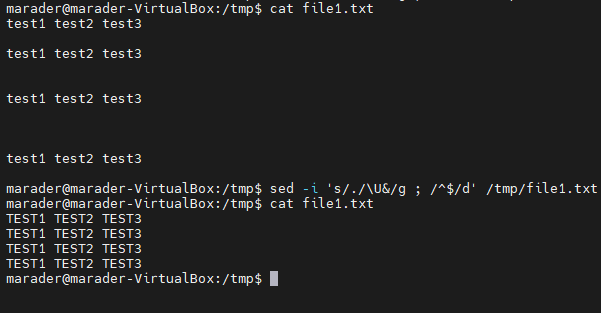 marader@marader-VirtualBox:/tmp$ cat file1.txt
test1 test2 test3
test1 test2 test3
test1 test2 test3
test1 test2 test3
marader@marader-VirtualBox:/tmp$ sed -i 's/./\U&/g ; /^$/d' /tmp/file1.txt
marader@marader-VirtualBox:/tmp$ cat file1.txt
TEST1 TEST2 TEST3
TEST1 TEST2 TEST3
TEST1 TEST2 TEST3
TEST1 TEST2 TEST3
marader@marader-VirtualBox:/tmp$